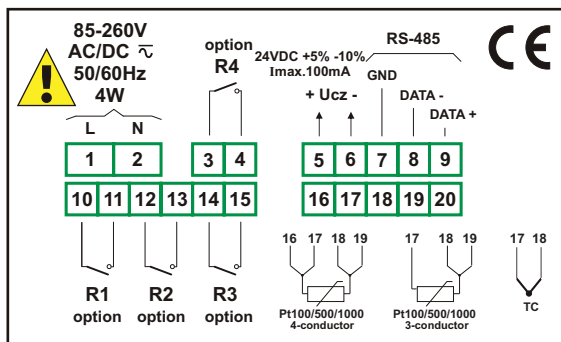 85-260V
AC/DC ⏦
50/60Hz
4W
L N
option
R4
24VDC +5% -10%
Imax.100mA
RS-485
GND
+ Ucz -
DATA -
DATA +
CE
1 2 3 4 5 6 7 8 9
10 11 12 13 14 15 16 17 18 19 20
R1
option
R2
option
R3
option
16 17 18 19
Pt100/500/1000
4-conductor
17 18 19
Pt100/500/1000
3-conductor
17 18
TC